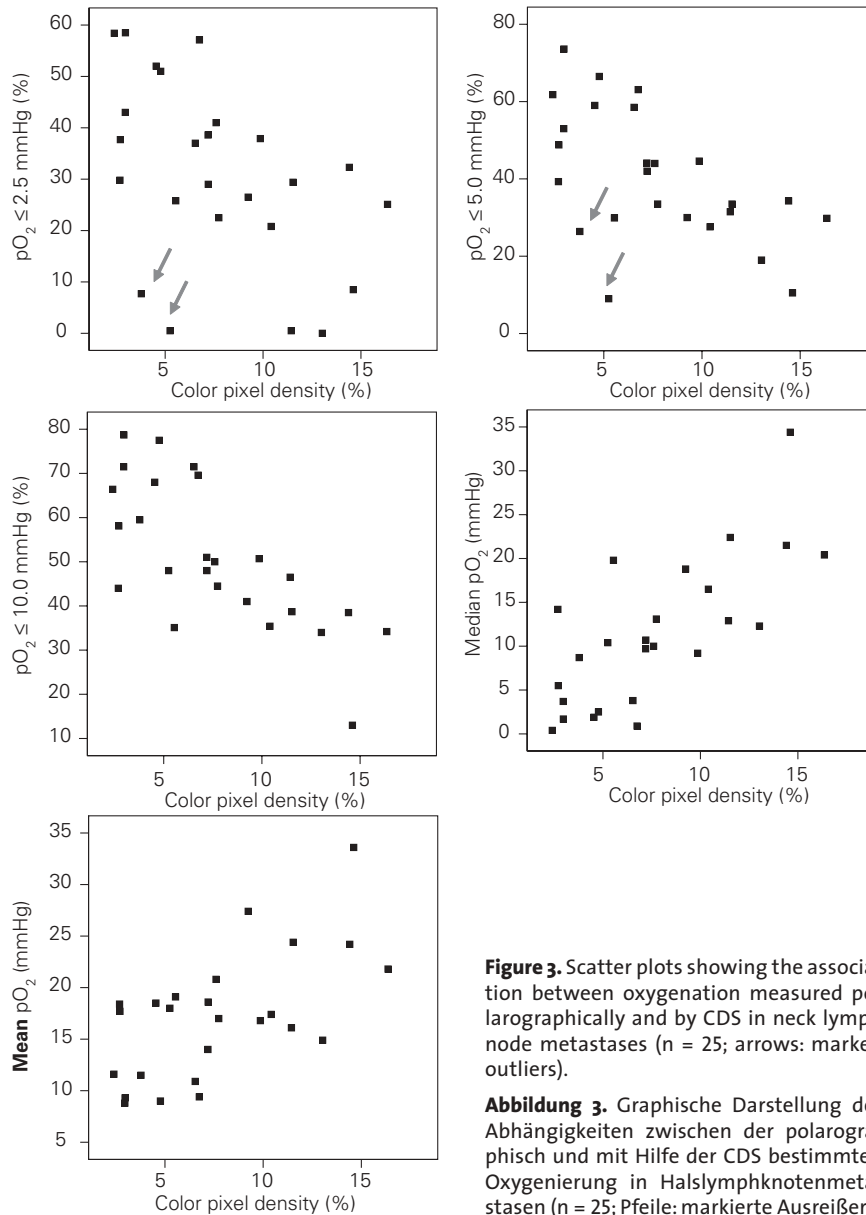 60
50
40
30
20
10
0
pO2 ≤ 2.5 mmHg (%)
5 10 15
Color pixel density (%)
80
60
40
20
0
pO2 ≤ 5.0 mmHg (%)
5 10 15
Color pixel density (%)
80
70
60
50
40
30
20
10
pO2 ≤ 10.0 mmHg (%)
5 10 15
Color pixel density (%)
35
30
25
20
15
10
5
0
Median pO2 (mmHg)
5 10 15
Color pixel density (%)
35
30
25
20
15
10
5
Mean pO2 (mmHg)
5 10 15
Color pixel density (%)
Figure 3. Scatter plots showing the associa
tion between oxygenation measured po
larographically and by CDS in neck lymp
node metastases (n = 25; arrows: marke
outliers).
Abbildung 3. Graphische Darstellung de
Abhängigkeiten zwischen der polarogra
phisch und mit Hilfe der CDS bestimmte
Oxygenierung in Halslymphknotenmeta
stasen (n = 25; Pfeile: markierte Ausreißer